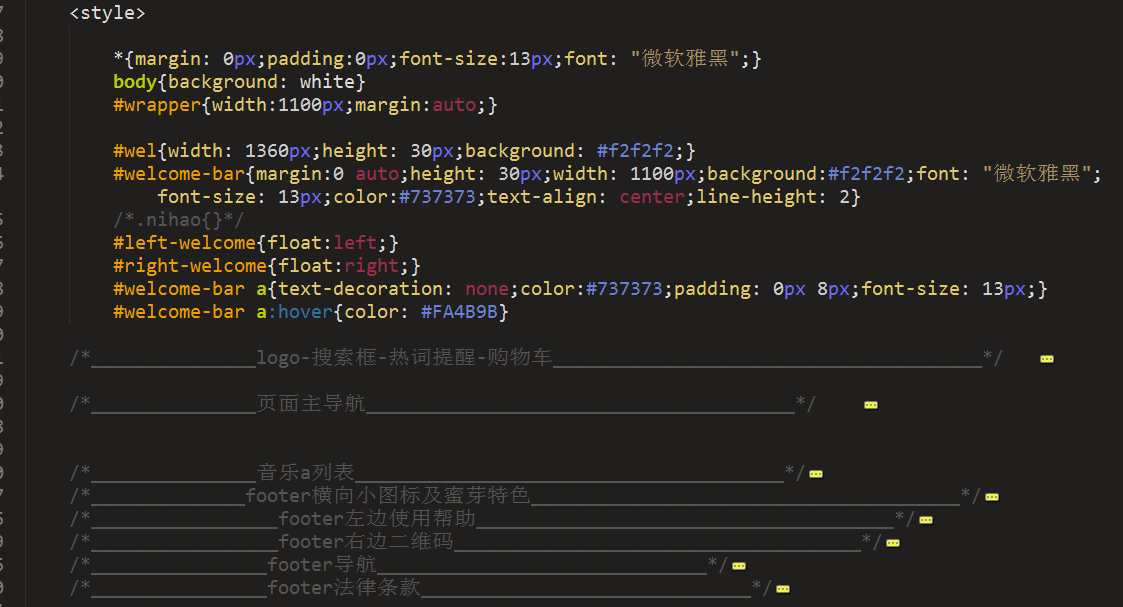 <style>
*{margin: 0px;padding:0px;font-size:13px;font: "微软雅黑";}
body{background: white}
#wrapper{width:1100px;margin:auto;}
#wel{width: 1360px;height: 30px;background: #f2f2f2;}
#welcome-bar{margin:0 auto;height: 30px;width: 1100px;background:#f2f2f2;font: "微软雅黑";
font-size: 13px;color:#737373;text-align: center;line-height: 2}
/*.nihao{}*/
#left-welcome{float:left;}
#right-welcome{float:right;}
#welcome-bar a{text-decoration: none;color:#737373;padding: 0px 8px;font-size: 13px;}
#welcome-bar a:hover{color: #FA4B9B}
/*_______________logo-搜索框-热词提醒-购物车_______________________________________*/
/*_______________页面主导航_______________________________________*/
/*_______________音乐a列表_______________________________________*/
/*______________footer横向小图标及蜜芽特色_______________________________________*/
/*_________________footer左边使用帮助______________________________________*/
/*_________________footer右边二维码_____________________________________*/
/*________________footer导航______________________________*/
/*________________footer法律条款______________________________*/